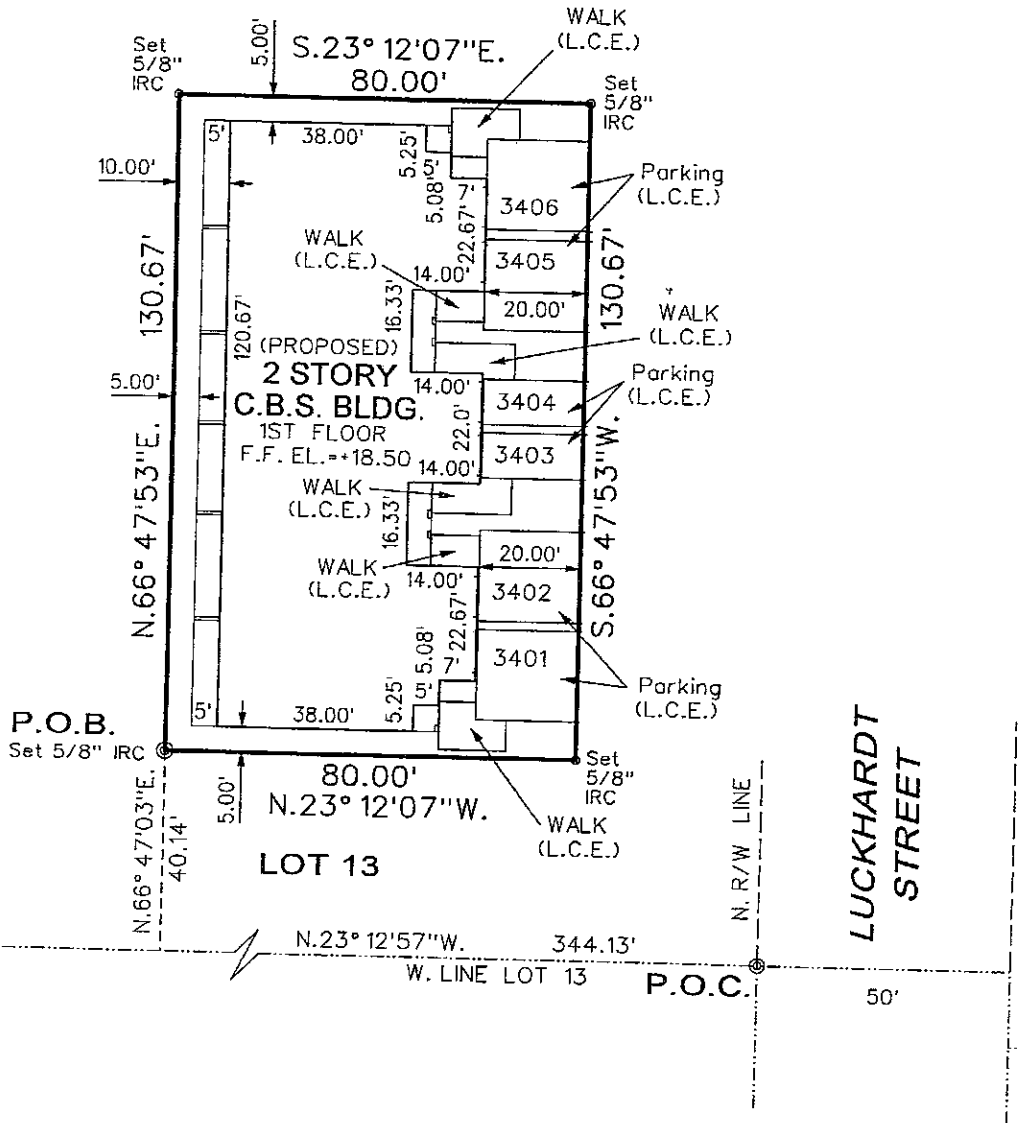 WALK
(L.C.E.)
Set
5/8"
IRC
5.00'
S.23° 12'07"E.
80.00'
Set
5/8"
IRC
5'
38.00'
5.25'
5'
5.08'
7'
10.00'
Parking
(L.C.E.)
3406
WALK
(L.C.E.)
22.67'
3405
14.00'
20.00'
16.33'
130.67'
130.67'
WALK
(L.C.E.)
120.67'
(PROPOSED)
2 STORY
C.B.S. BLDG.
1ST FLOOR
F.F. EL.=+18.50
14.00'
5.00'
Parking
(L.C.E.)
3404
22.0'
3403
14.00'
WALK
(L.C.E.)
16.33'
N.66° 47'53"E.
S.66° 47'53"W.
WALK
(L.C.E.)
14.00'
20.00'
3402
22.67'
3401
5.08'
7'
5'
5.25'
Parking
(L.C.E.)
5'
38.00'
P.O.B.
Set 5/8" IRC
80.00'
N.23° 12'07"W.
5.00'
Set
5/8"
IRC
WALK
(L.C.E.)
N.66° 47'03"E.
40.14'
LOT 13
N. R/W LINE
LUCKHARDT
STREET
N.23° 12'57"W. 344.13'
W. LINE LOT 13
P.O.C.
50'